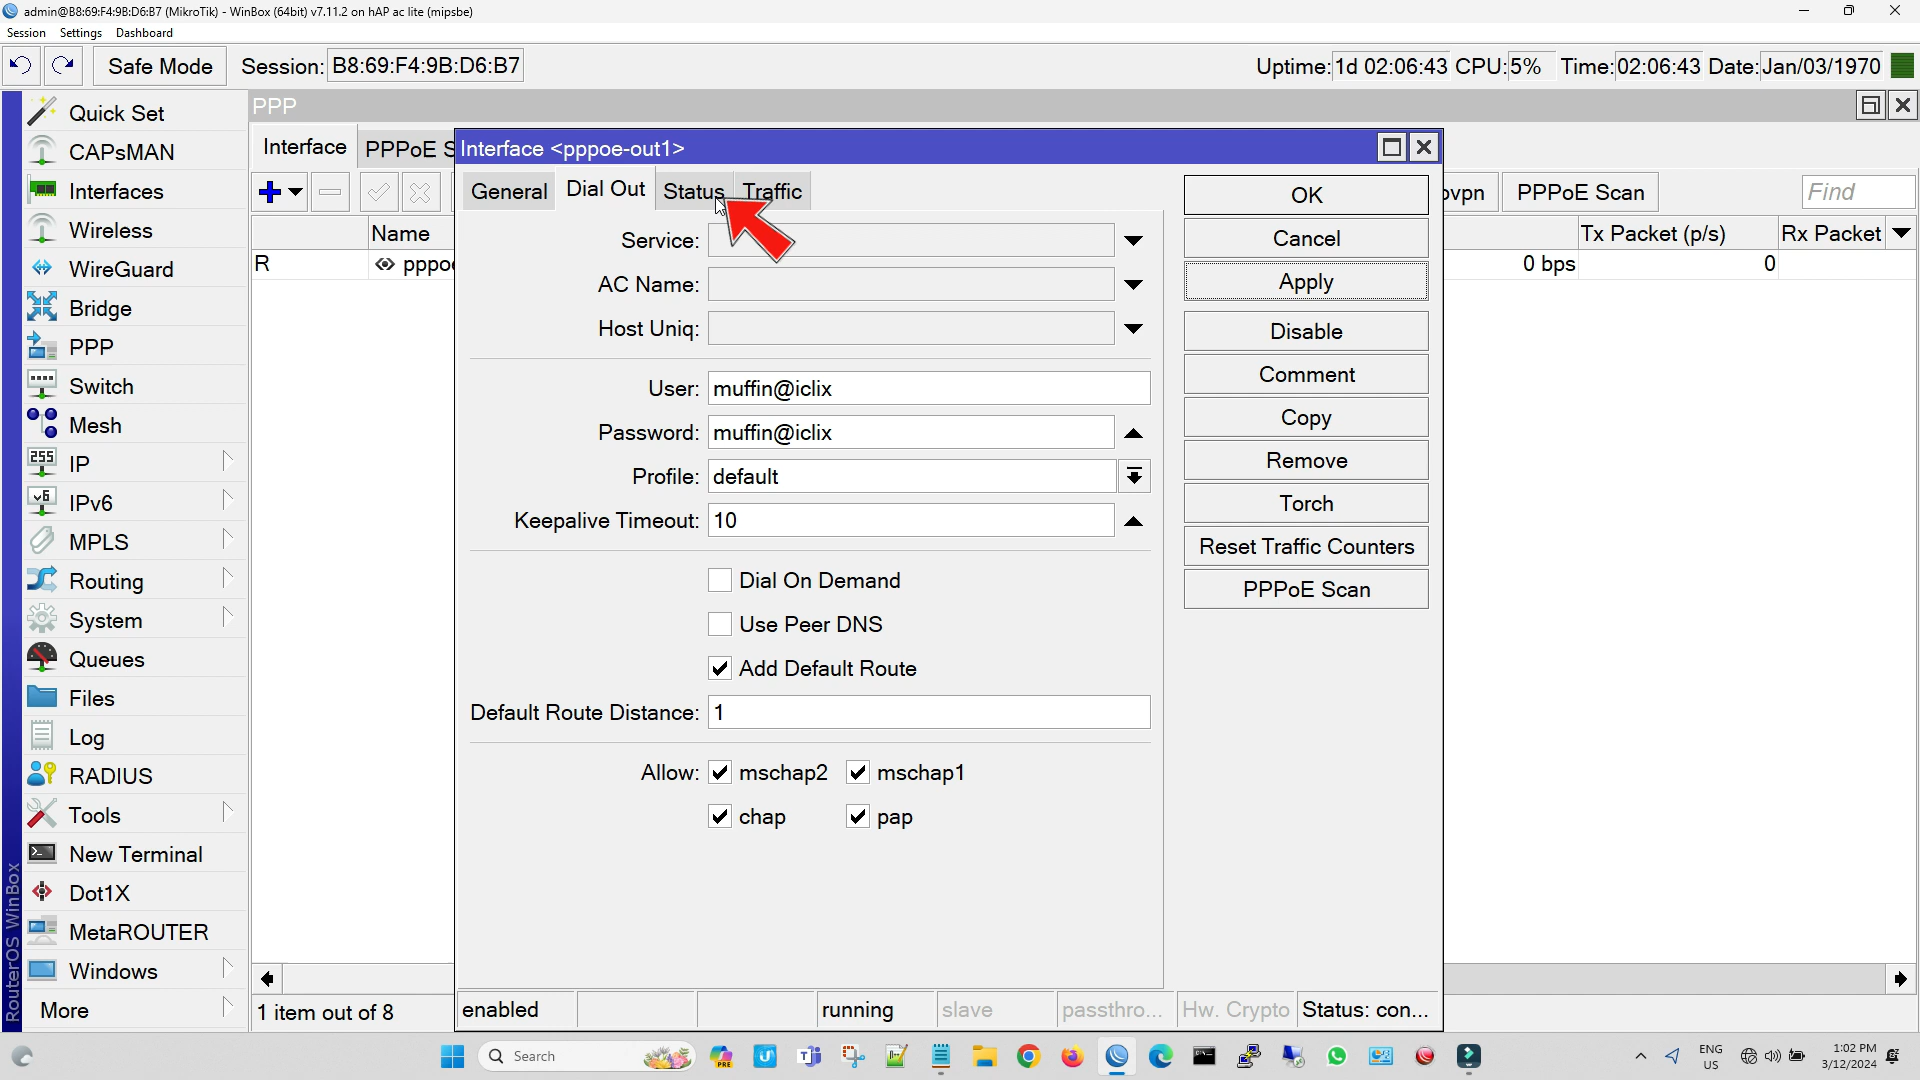 admin@B8:69:F4:9B:D6:B7 (MikroTik) - WinBox (64bit) v7.11.2 on hAP ac lite (mipsbe)
Session Settings Dashboard
Safe Mode Session: B8:69:F4:9B:D6:B7 Uptime: 1d 02:06:43 CPU: 5% Time: 02:06:43 Date: Jan/03/1970
Quick Set
CAPsMAN
Interfaces
Wireless
WireGuard
Bridge
PPP
Switch
Mesh
255 IP
v6 IPv6
MPLS
Routing
System
Queues
Files
Log
RADIUS
Tools
New Terminal
Dot1X
MetaROUTER
Windows
More
RouterOS WinBox
PPP
Interface PPPoE S
Name
R pppo
1 item out of 8
Interface <pppoe-out1>
General Dial Out Status Traffic
Service:
AC Name:
Host Uniq:
User: muffin@iclix
Password: muffin@iclix
Profile: default
Keepalive Timeout: 10
Dial On Demand
Use Peer DNS
Add Default Route
Default Route Distance: 1
Allow: mschap2 mschap1
chap pap
OK
Cancel
Apply
Disable
Comment
Copy
Remove
Torch
Reset Traffic Counters
PPPoE Scan
enabled running slave passthro... Hw. Crypto Status: con...
ovpn PPPoE Scan Find
Tx Packet (p/s) Rx Packet
0 bps 0
Search
PRE
ENG
US
1:02 PM
3/12/2024